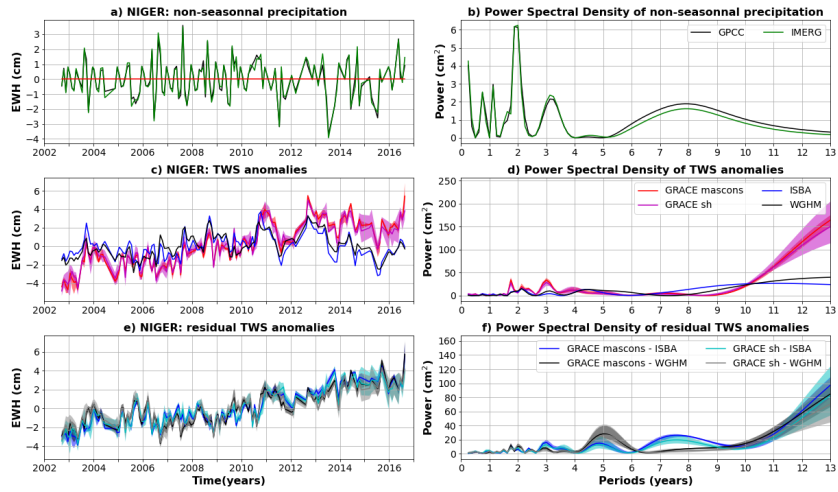 a) NIGER: non-seasonnal precipitation
EWH (cm)
3
2
1
0
−1
−2
−3
−4
2002 2004 2006 2008 2010 2012 2014 2015 2016
b) Power Spectral Density of non-seasonnal precipitation
Power (cm²)
6
5
4
3
2
1
0
GPCC IMERG
0 1 2 3 4 5 6 7 8 9 10 11 12 13
c) NIGER: TWS anomalies
EWH (cm)
6
4
2
0
−2
−4
2002 2004 2006 2008 2010 2012 2014 2015 2016
d) Power Spectral Density of TWS anomalies
Power (cm²)
250
200
150
100
50
0
GRACE mascons ISBA
GRACE sh WGHM
0 1 2 3 4 5 6 7 8 9 10 11 12 13
e) NIGER: residual TWS anomalies
EWH (cm)
6
4
2
0
−2
−4
2002 2004 2006 2008 2010 2012 2014 2015 2016
Time(years)
f) Power Spectral Density of residual TWS anomalies
Power (cm²)
160
140
120
100
80
60
40
20
0
GRACE mascons - ISBA GRACE sh - ISBA
GRACE mascons - WGHM GRACE sh - WGHM
0 1 2 3 4 5 6 7 8 9 10 11 12 13
Periods (years)